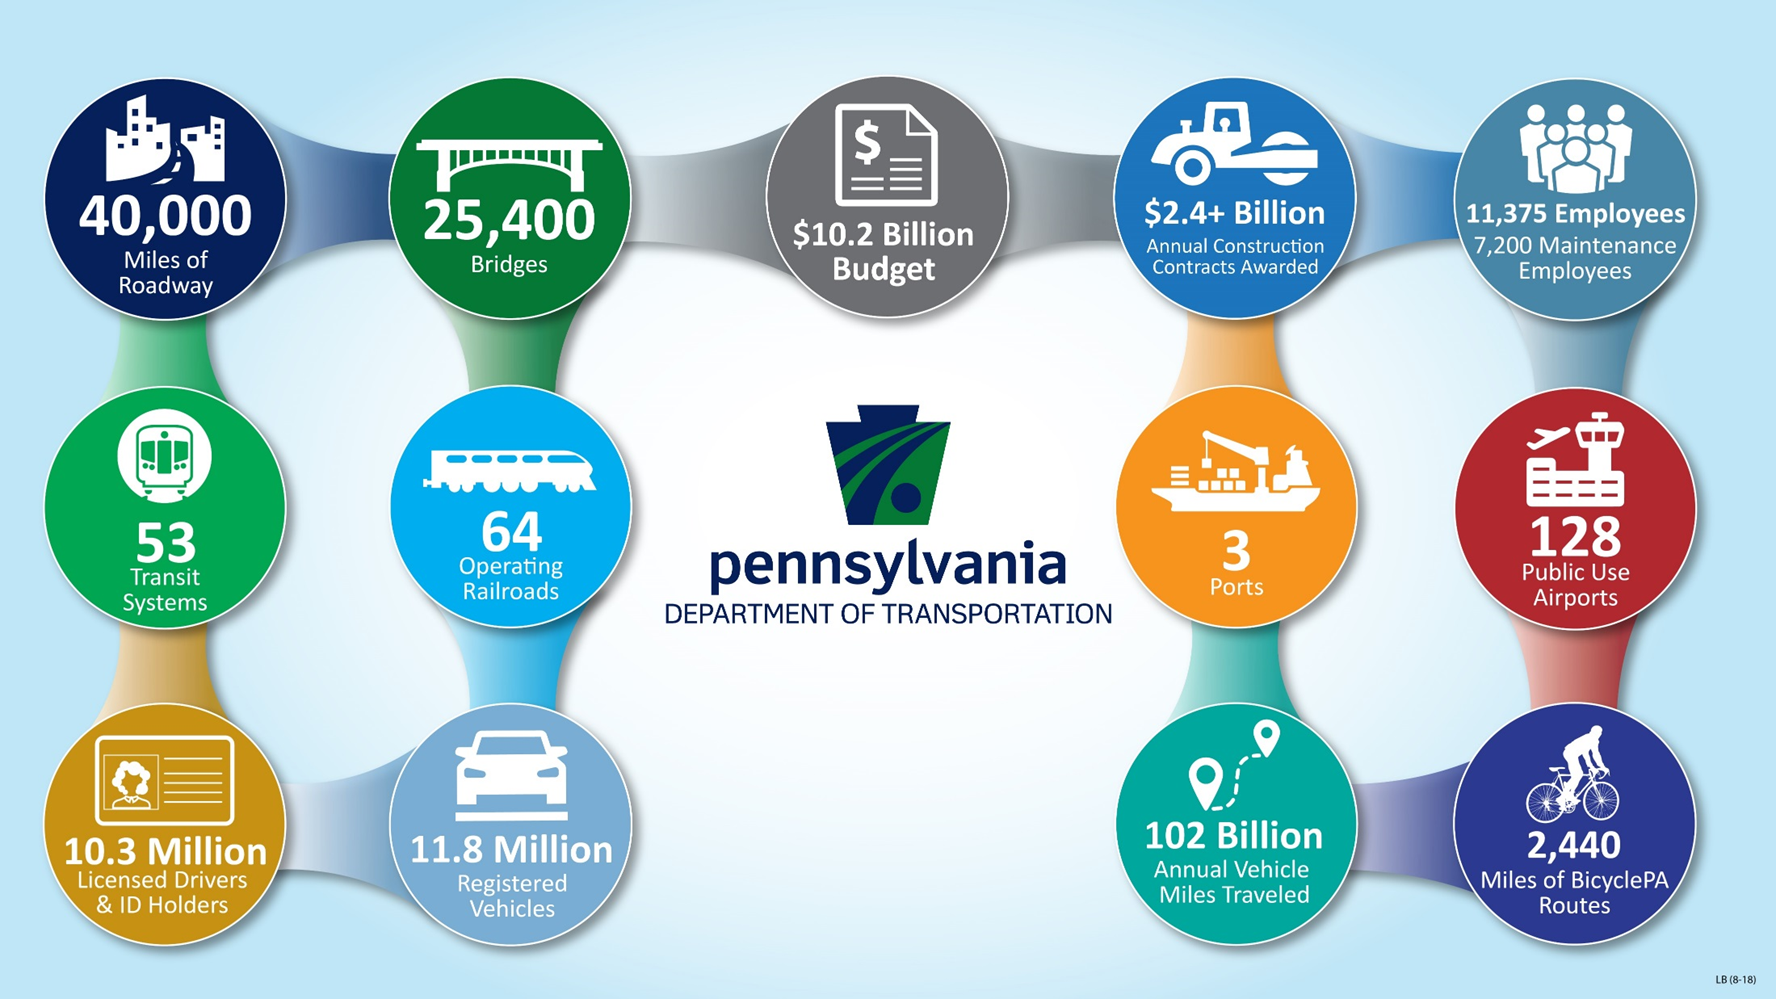 40,000
Miles of
Roadway
25,400
Bridges
$
$10.2 Billion
Budget
$2.4+ Billion
Annual Construction
Contracts Awarded
11,375 Employees
7,200 Maintenance
Employees
53
Transit
Systems
64
Operating
Railroads
pennsylvania
DEPARTMENT OF TRANSPORTATION
3
Ports
128
Public Use
Airports
10.3 Million
Licensed Drivers
& ID Holders
11.8 Million
Registered
Vehicles
102 Billion
Annual Vehicle
Miles Traveled
2,440
Miles of BicyclePA
Routes
LB (8-18)